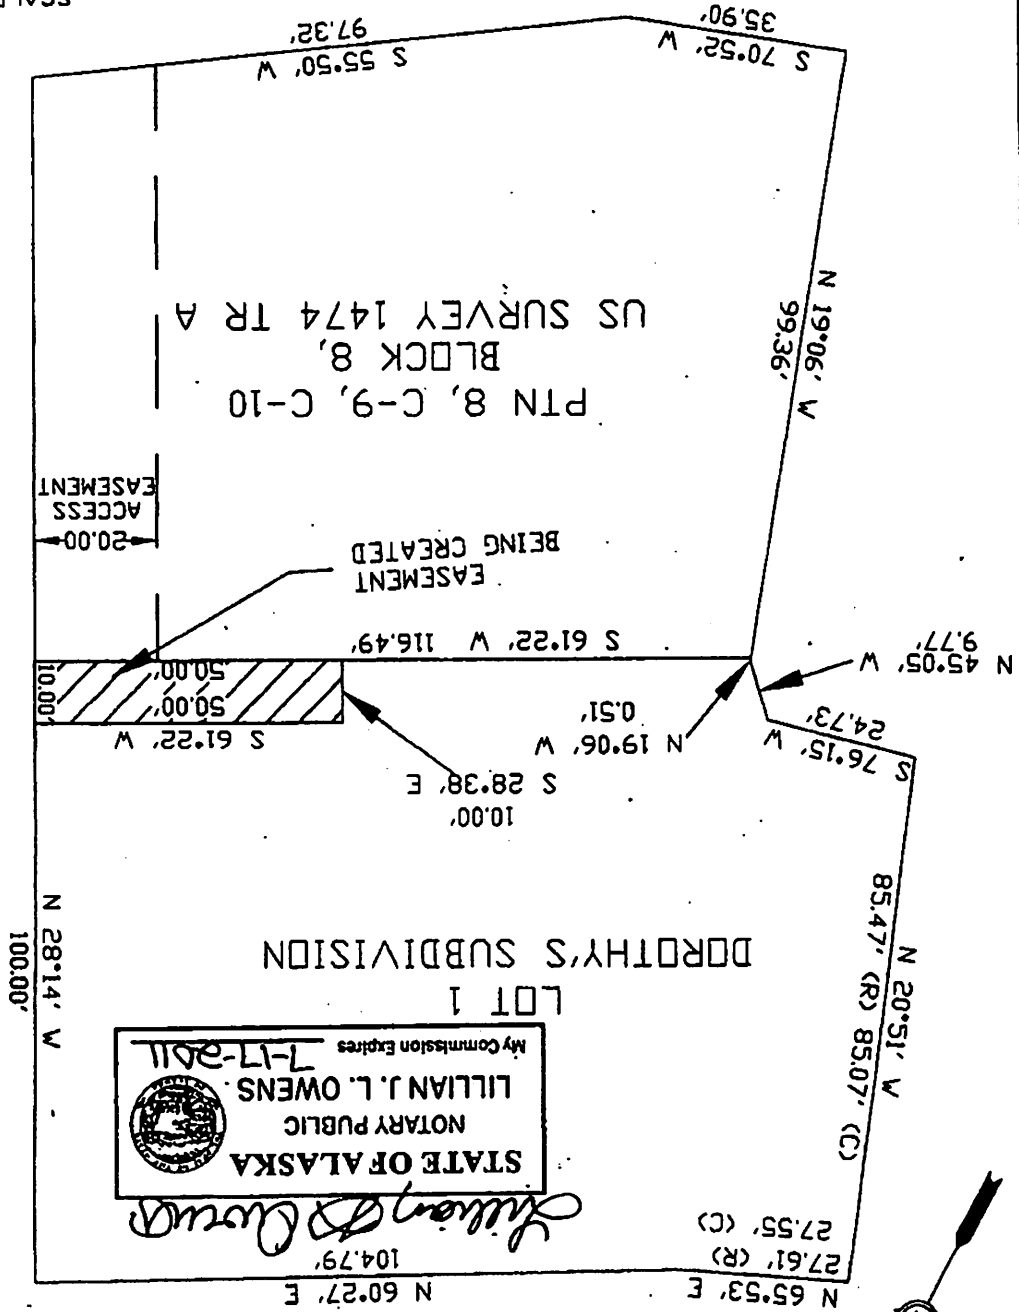 N 65°53' E
27.61' (R)
27.55' (C)
N 60°27' E
104.79'
Lillian J L Owens
STATE OF ALASKA
NOTARY PUBLIC
LILLIAN J. L. OWENS
My Commission Expires 7-17-2011
LOT 1
DOROTHY'S SUBDIVISION
N 20°51' W
85.47' (R) 85.07' (C)
N 28°14' W
100.00'
10.00'
S 28°38' E
S 76°15' W
24.73'
N 19°06' W
0.51'
S 61°22' W
50.00'
50.00'
10.00'
N 45°05' W
9.77'
S 61°22' W 116.49'
EASEMENT
BEING CREATED
20.00
ACCESS
EASEMENT
PTN 8, C-9, C-10
BLOCK 8,
US SURVEY 1474 TR A
N 19°06' W
99.36'
S 70°52' W
35.90'
S 55°50' W
97.32'